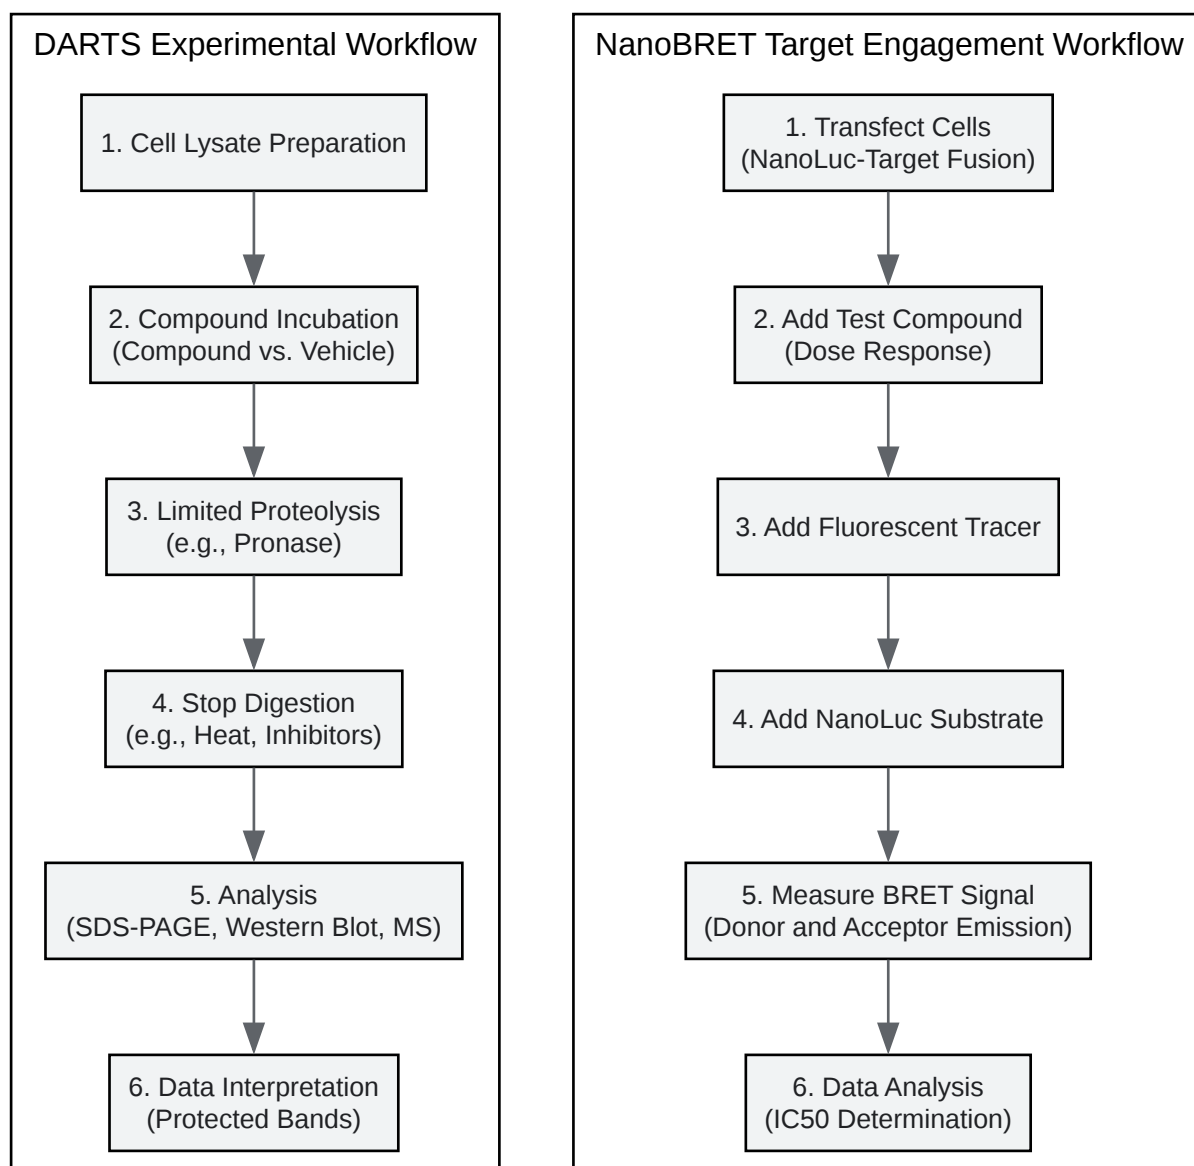 DARTS Experimental Workflow
1. Cell Lysate Preparation
2. Compound Incubation
(Compound vs. Vehicle)
3. Limited Proteolysis
(e.g., Pronase)
4. Stop Digestion
(e.g., Heat, Inhibitors)
5. Analysis
(SDS-PAGE, Western Blot, MS)
6. Data Interpretation
(Protected Bands)
NanoBRET Target Engagement Workflow
1. Transfect Cells
(NanoLuc-Target Fusion)
2. Add Test Compound
(Dose Response)
3. Add Fluorescent Tracer
4. Add NanoLuc Substrate
5. Measure BRET Signal
(Donor and Acceptor Emission)
6. Data Analysis
(IC50 Determination)